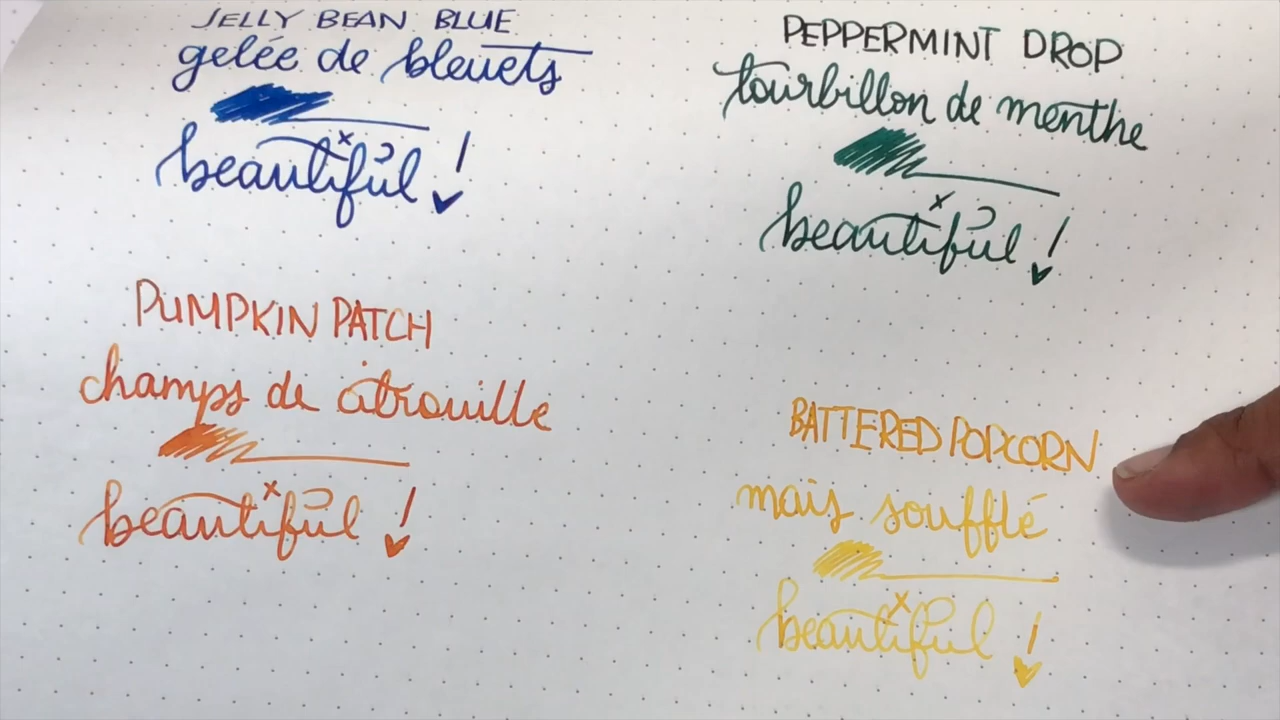 JELLY BEAN BLUE
gelée de bleuets
beautiful!
PEPPERMINT DROP
tourbillon de menthe
beautiful!
PUMPKIN PATCH
champs de citrouille
beautiful!
BATTERED POPCORN
mais soufflé
beautiful!